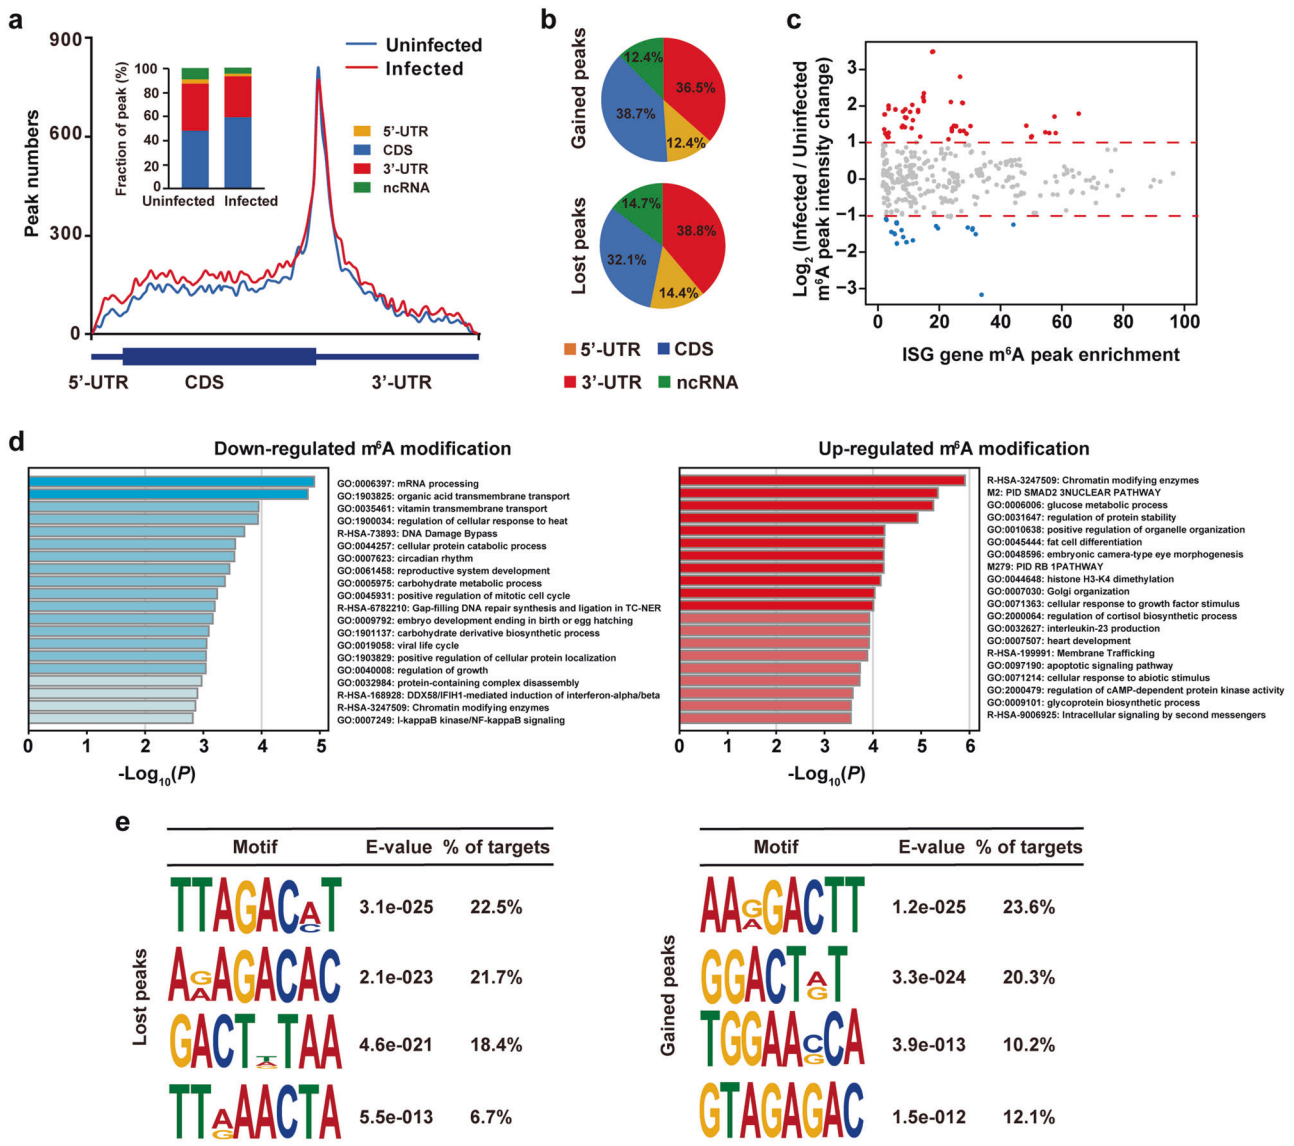 a
900
600
300
0
Peak numbers
Uninfected
Infected
100
80
60
40
20
0
Fraction of peak (%)
Uninfected Infected
5'-UTR
CDS
3'-UTR
ncRNA
5'-UTR CDS 3'-UTR
b
Gained peaks
12.4%
36.5%
38.7%
12.4%
Lost peaks
14.7%
38.8%
32.1%
14.4%
5'-UTR CDS
3'-UTR ncRNA
c
Log2 (Infected / Uninfected
m6A peak intensity change)
3
2
1
0
−1
−2
−3
0 20 40 60 80 100
ISG gene m6A peak enrichment
d
Down-regulated m6A modification
GO:0006397: mRNA processing
GO:1903825: organic acid transmembrane transport
GO:0035461: vitamin transmembrane transport
GO:1900034: regulation of cellular response to heat
R-HSA-73893: DNA Damage Bypass
GO:0044257: cellular protein catabolic process
GO:0007623: circadian rhythm
GO:0061458: reproductive system development
GO:0005975: carbohydrate metabolic process
GO:0045931: positive regulation of mitotic cell cycle
R-HSA-6782210: Gap-filling DNA repair synthesis and ligation in TC-NER
GO:0009792: embryo development ending in birth or egg hatching
GO:1901137: carbohydrate derivative biosynthetic process
GO:0019058: viral life cycle
GO:1903829: positive regulation of cellular protein localization
GO:0040008: regulation of growth
GO:0032984: protein-containing complex disassembly
R-HSA-168928: DDX58/IFIH1-mediated induction of interferon-alpha/beta
R-HSA-3247509: Chromatin modifying enzymes
GO:0007249: I-kappaB kinase/NF-kappaB signaling
0 1 2 3 4 5
-Log10(P)
Up-regulated m6A modification
R-HSA-3247509: Chromatin modifying enzymes
M2: PID SMAD2 3NUCLEAR PATHWAY
GO:0006006: glucose metabolic process
GO:0031647: regulation of protein stability
GO:0010638: positive regulation of organelle organization
GO:0045444: fat cell differentiation
GO:0048596: embryonic camera-type eye morphogenesis
M279: PID RB 1PATHWAY
GO:0044648: histone H3-K4 dimethylation
GO:0007030: Golgi organization
GO:0071363: cellular response to growth factor stimulus
GO:2000064: regulation of cortisol biosynthetic process
GO:0032627: interleukin-23 production
GO:0007507: heart development
R-HSA-199991: Membrane Trafficking
GO:0097190: apoptotic signaling pathway
GO:0071214: cellular response to abiotic stimulus
GO:2000479: regulation of cAMP-dependent protein kinase activity
GO:0009101: glycoprotein biosynthetic process
R-HSA-9006925: Intracellular signaling by second messengers
0 1 2 3 4 5 6
-Log10(P)
e
Lost peaks
Motif E-value % of targets
TTAGACAT 3.1e-025 22.5%
C
AGAGACAC 2.1e-023 21.7%
A
GACTTTAA 4.6e-021 18.4%
TTAAACTA 5.5e-013 6.7%
G
Gained peaks
Motif E-value % of targets
AAGGACTT 1.2e-025 23.6%
A
GGACTAT 3.3e-024 20.3%
G
TGGAACCA 3.9e-013 10.2%
G
GTAGAGAC 1.5e-012 12.1%